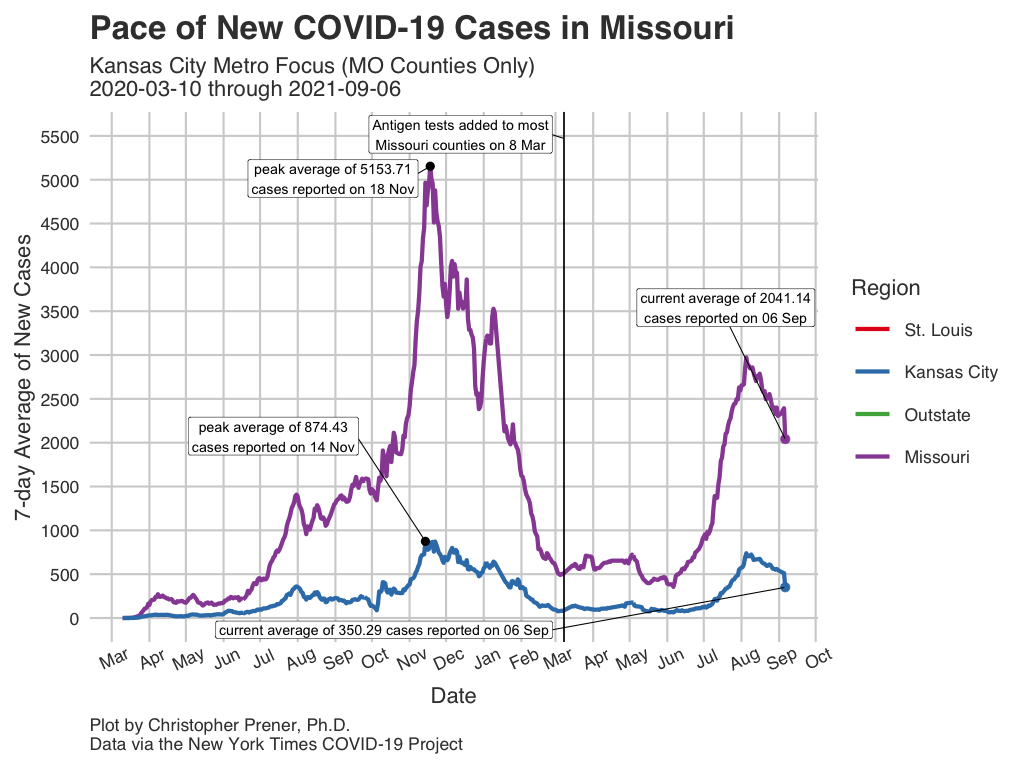 Pace of New COVID-19 Cases in Missouri
Kansas City Metro Focus (MO Counties Only)
2020-03-10 through 2021-09-06
Antigen tests added to most
Missouri counties on 8 Mar
peak average of 5153.71
cases reported on 18 Nov
current average of 2041.14
cases reported on 06 Sep
peak average of 874.43
cases reported on 14 Nov
current average of 350.29 cases reported on 06 Sep
7-day Average of New Cases
5500
5000
4500
4000
3500
3000
2500
2000
1500
1000
500
0
Mar Apr May Jun Jul Aug Sep Oct Nov Dec Jan Feb Mar Apr May Jun Jul Aug Sep Oct
Date
Region
St. Louis
Kansas City
Outstate
Missouri
Plot by Christopher Prener, Ph.D.
Data via the New York Times COVID-19 Project